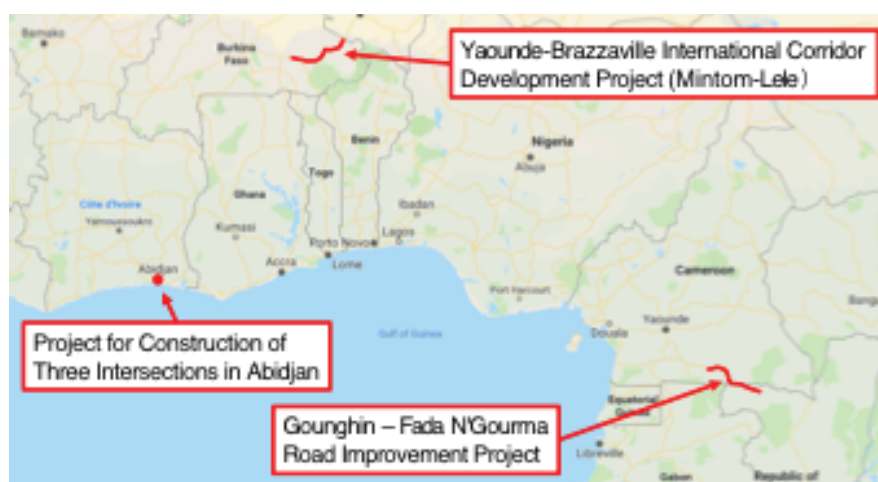 Bamako
Burkina
Faso
Yaounde-Brazzaville International Corridor
Development Project (Mintom-Lele)
Benin
Nigeria
Abuja
Togo
Ghana
Côte d'Ivoire
Yamoussoukro
Kumasi
Ibadan
Lagos
Porto Novo
Lome
Accra
Abidjan
Cameroon
Port Harcourt
Gulf of Guinea
Douala
Yaounde
Bang
Project for Construction of
Three Intersections in Abidjan
Equatorial
Guinea
Gounghin – Fada N'Gourma
Road Improvement Project
Libreville
Gabon
Republic of